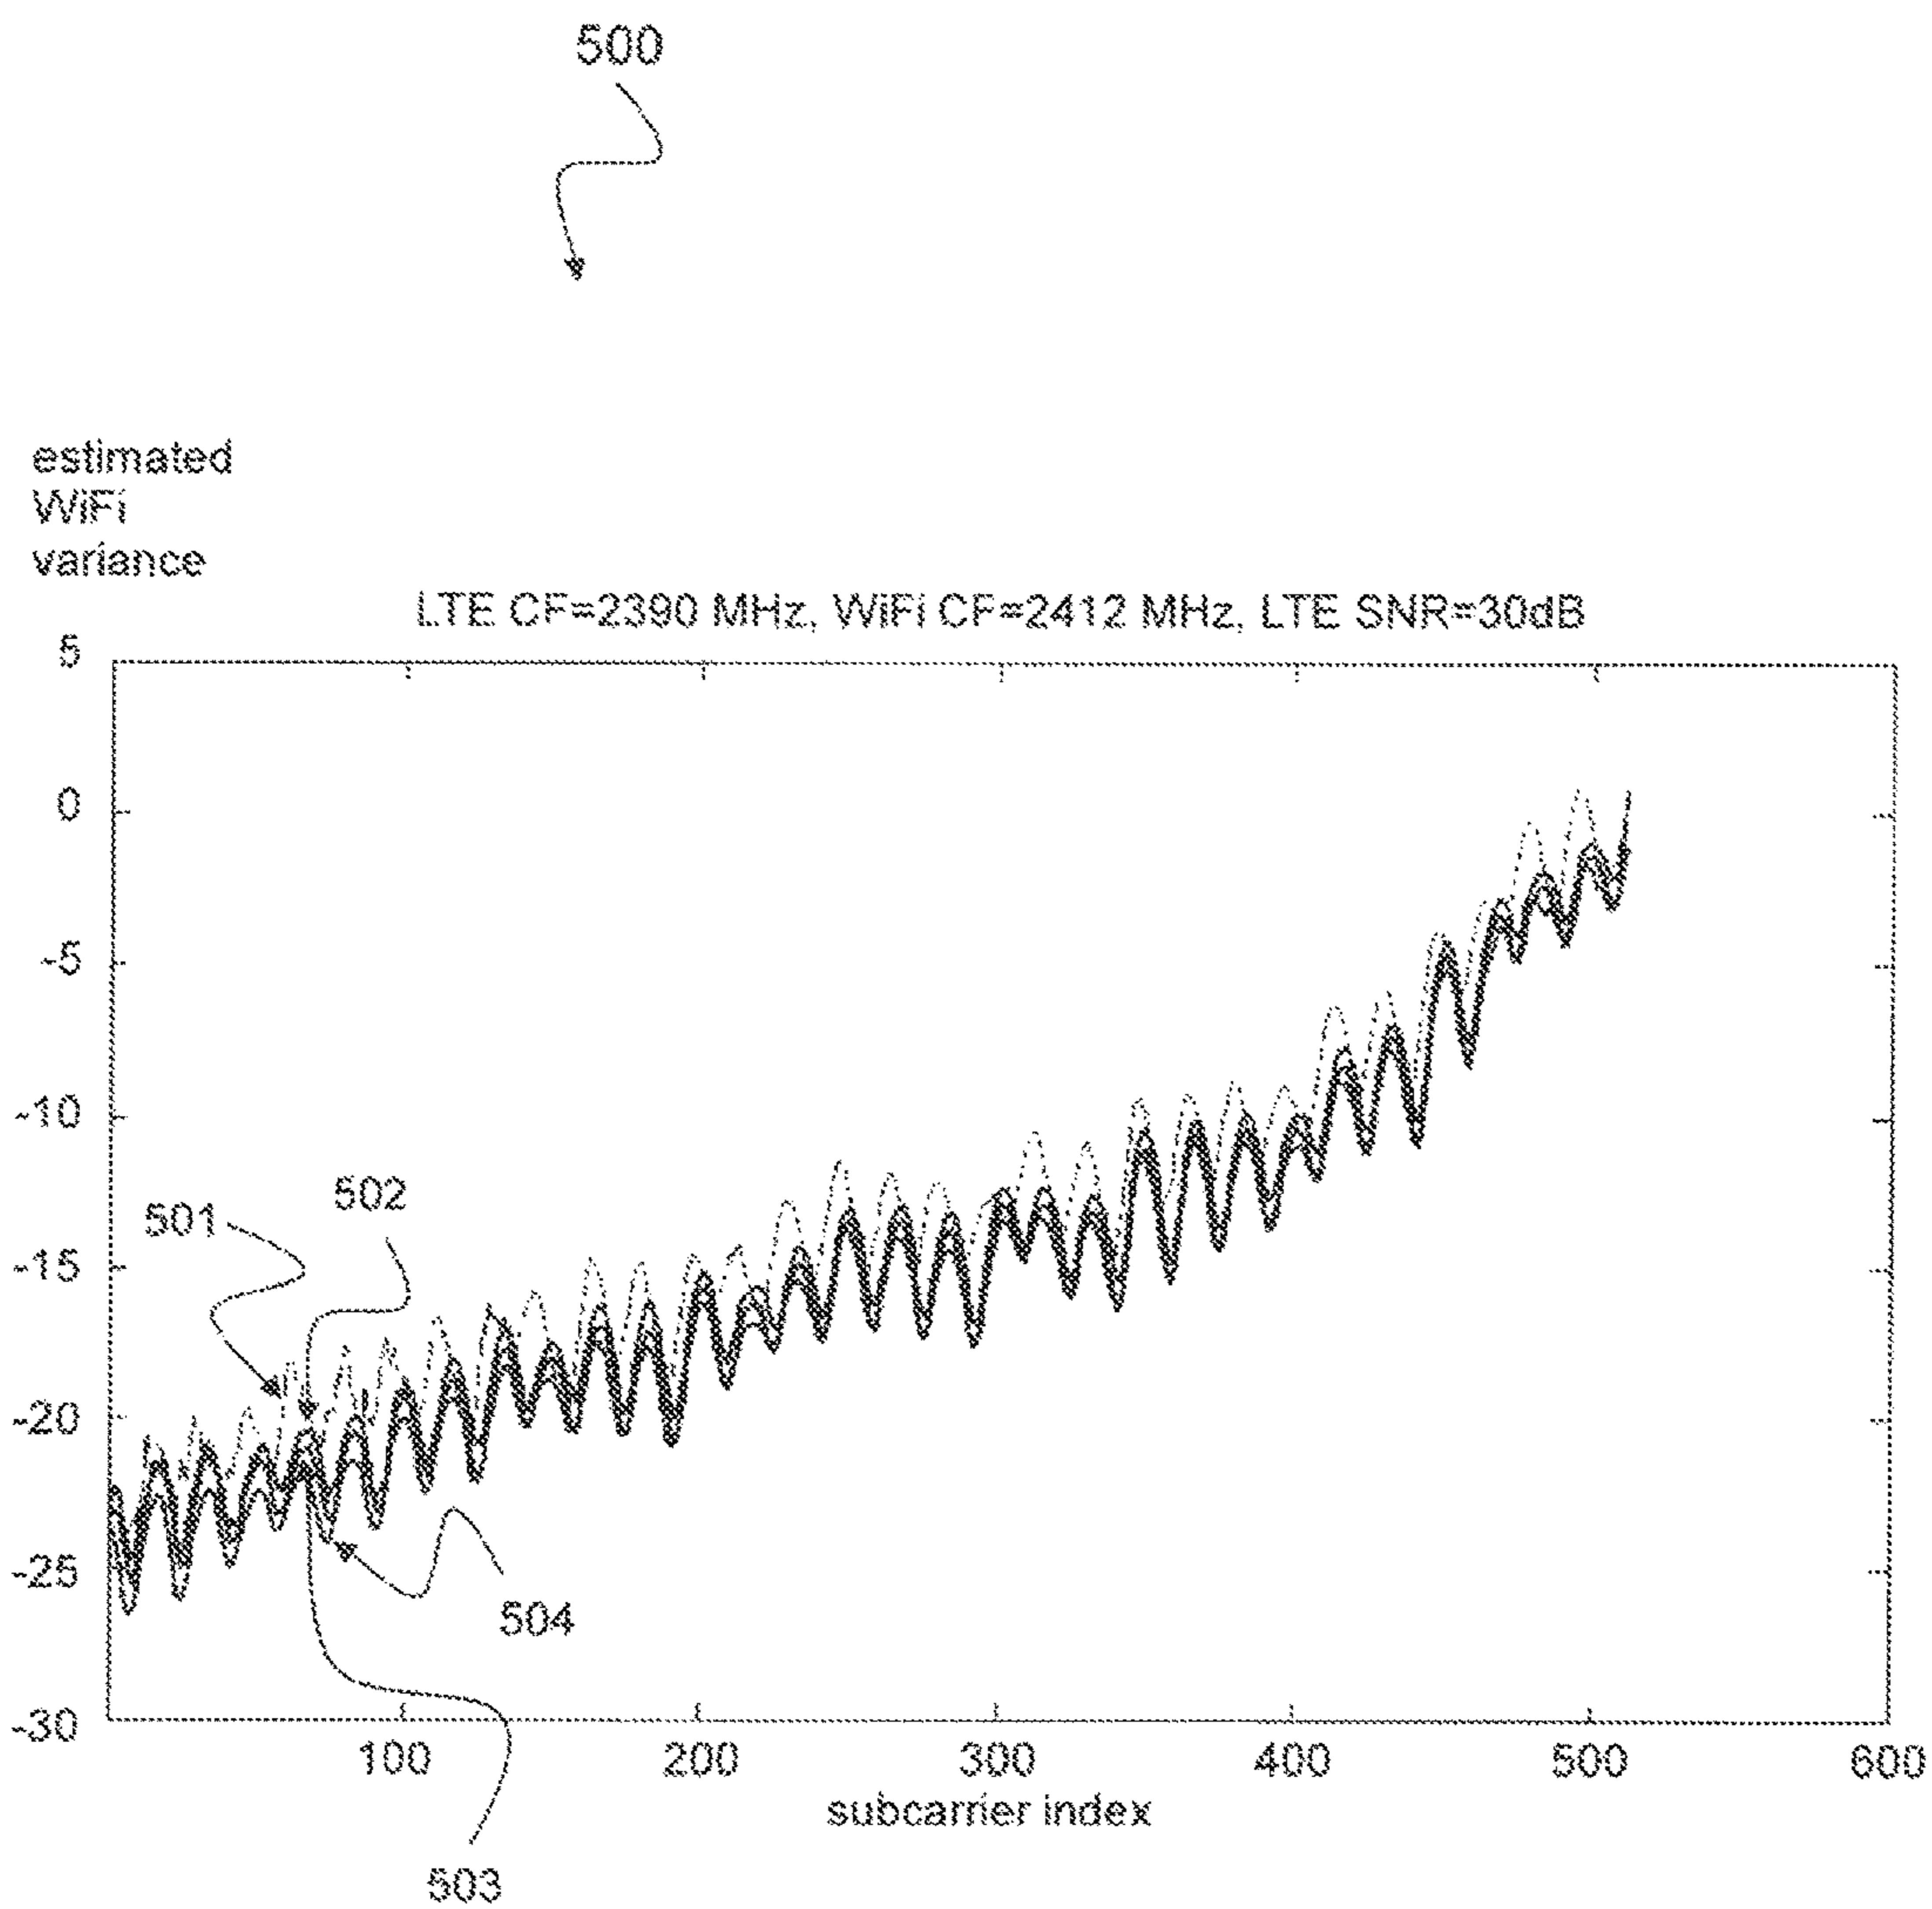 500
estimated
WiFi
variance
LTE CF=2390 MHz, WiFi CF=2412 MHz, LTE SNR=30dB
5
0
-5
-10
-15
-20
-25
-30
501
502
504
503
100 200 300 400 500 600
subcarrier index